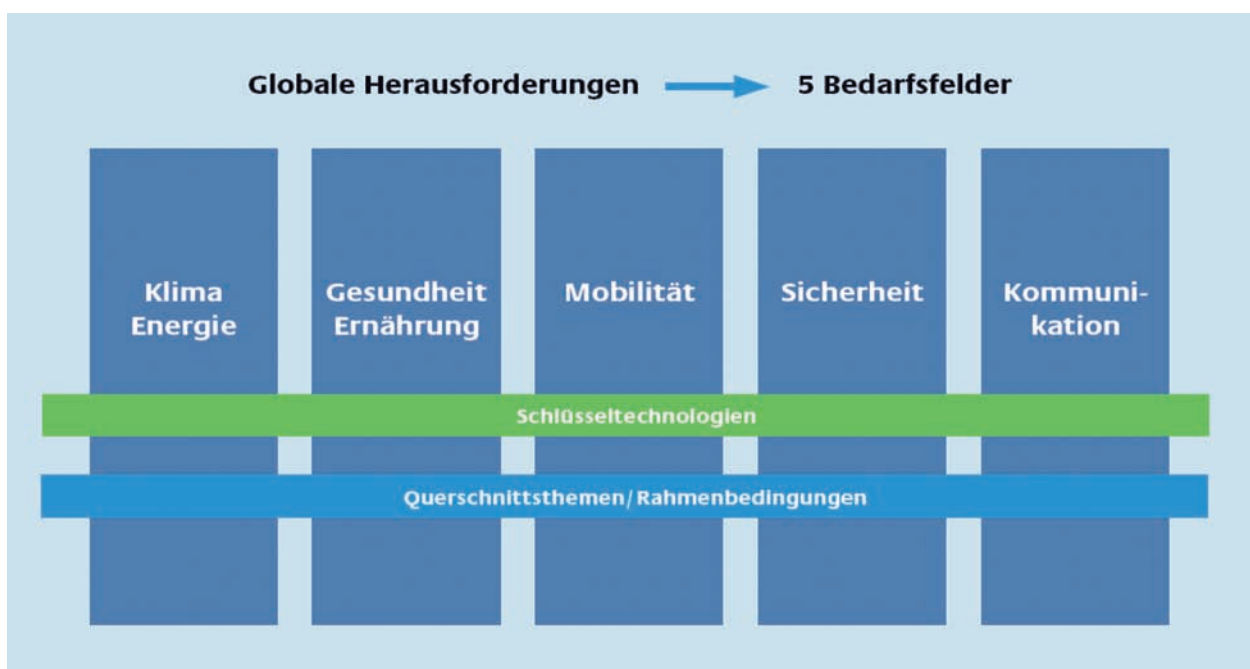 Globale Herausforderungen 5 Bedarfsfelder
Klima
Energie
Gesundheit
Ernährung
Mobilität
Sicherheit
Kommuni-
kation
Schlüsseltechnologien
Querschnittsthemen/Rahmenbedingungen